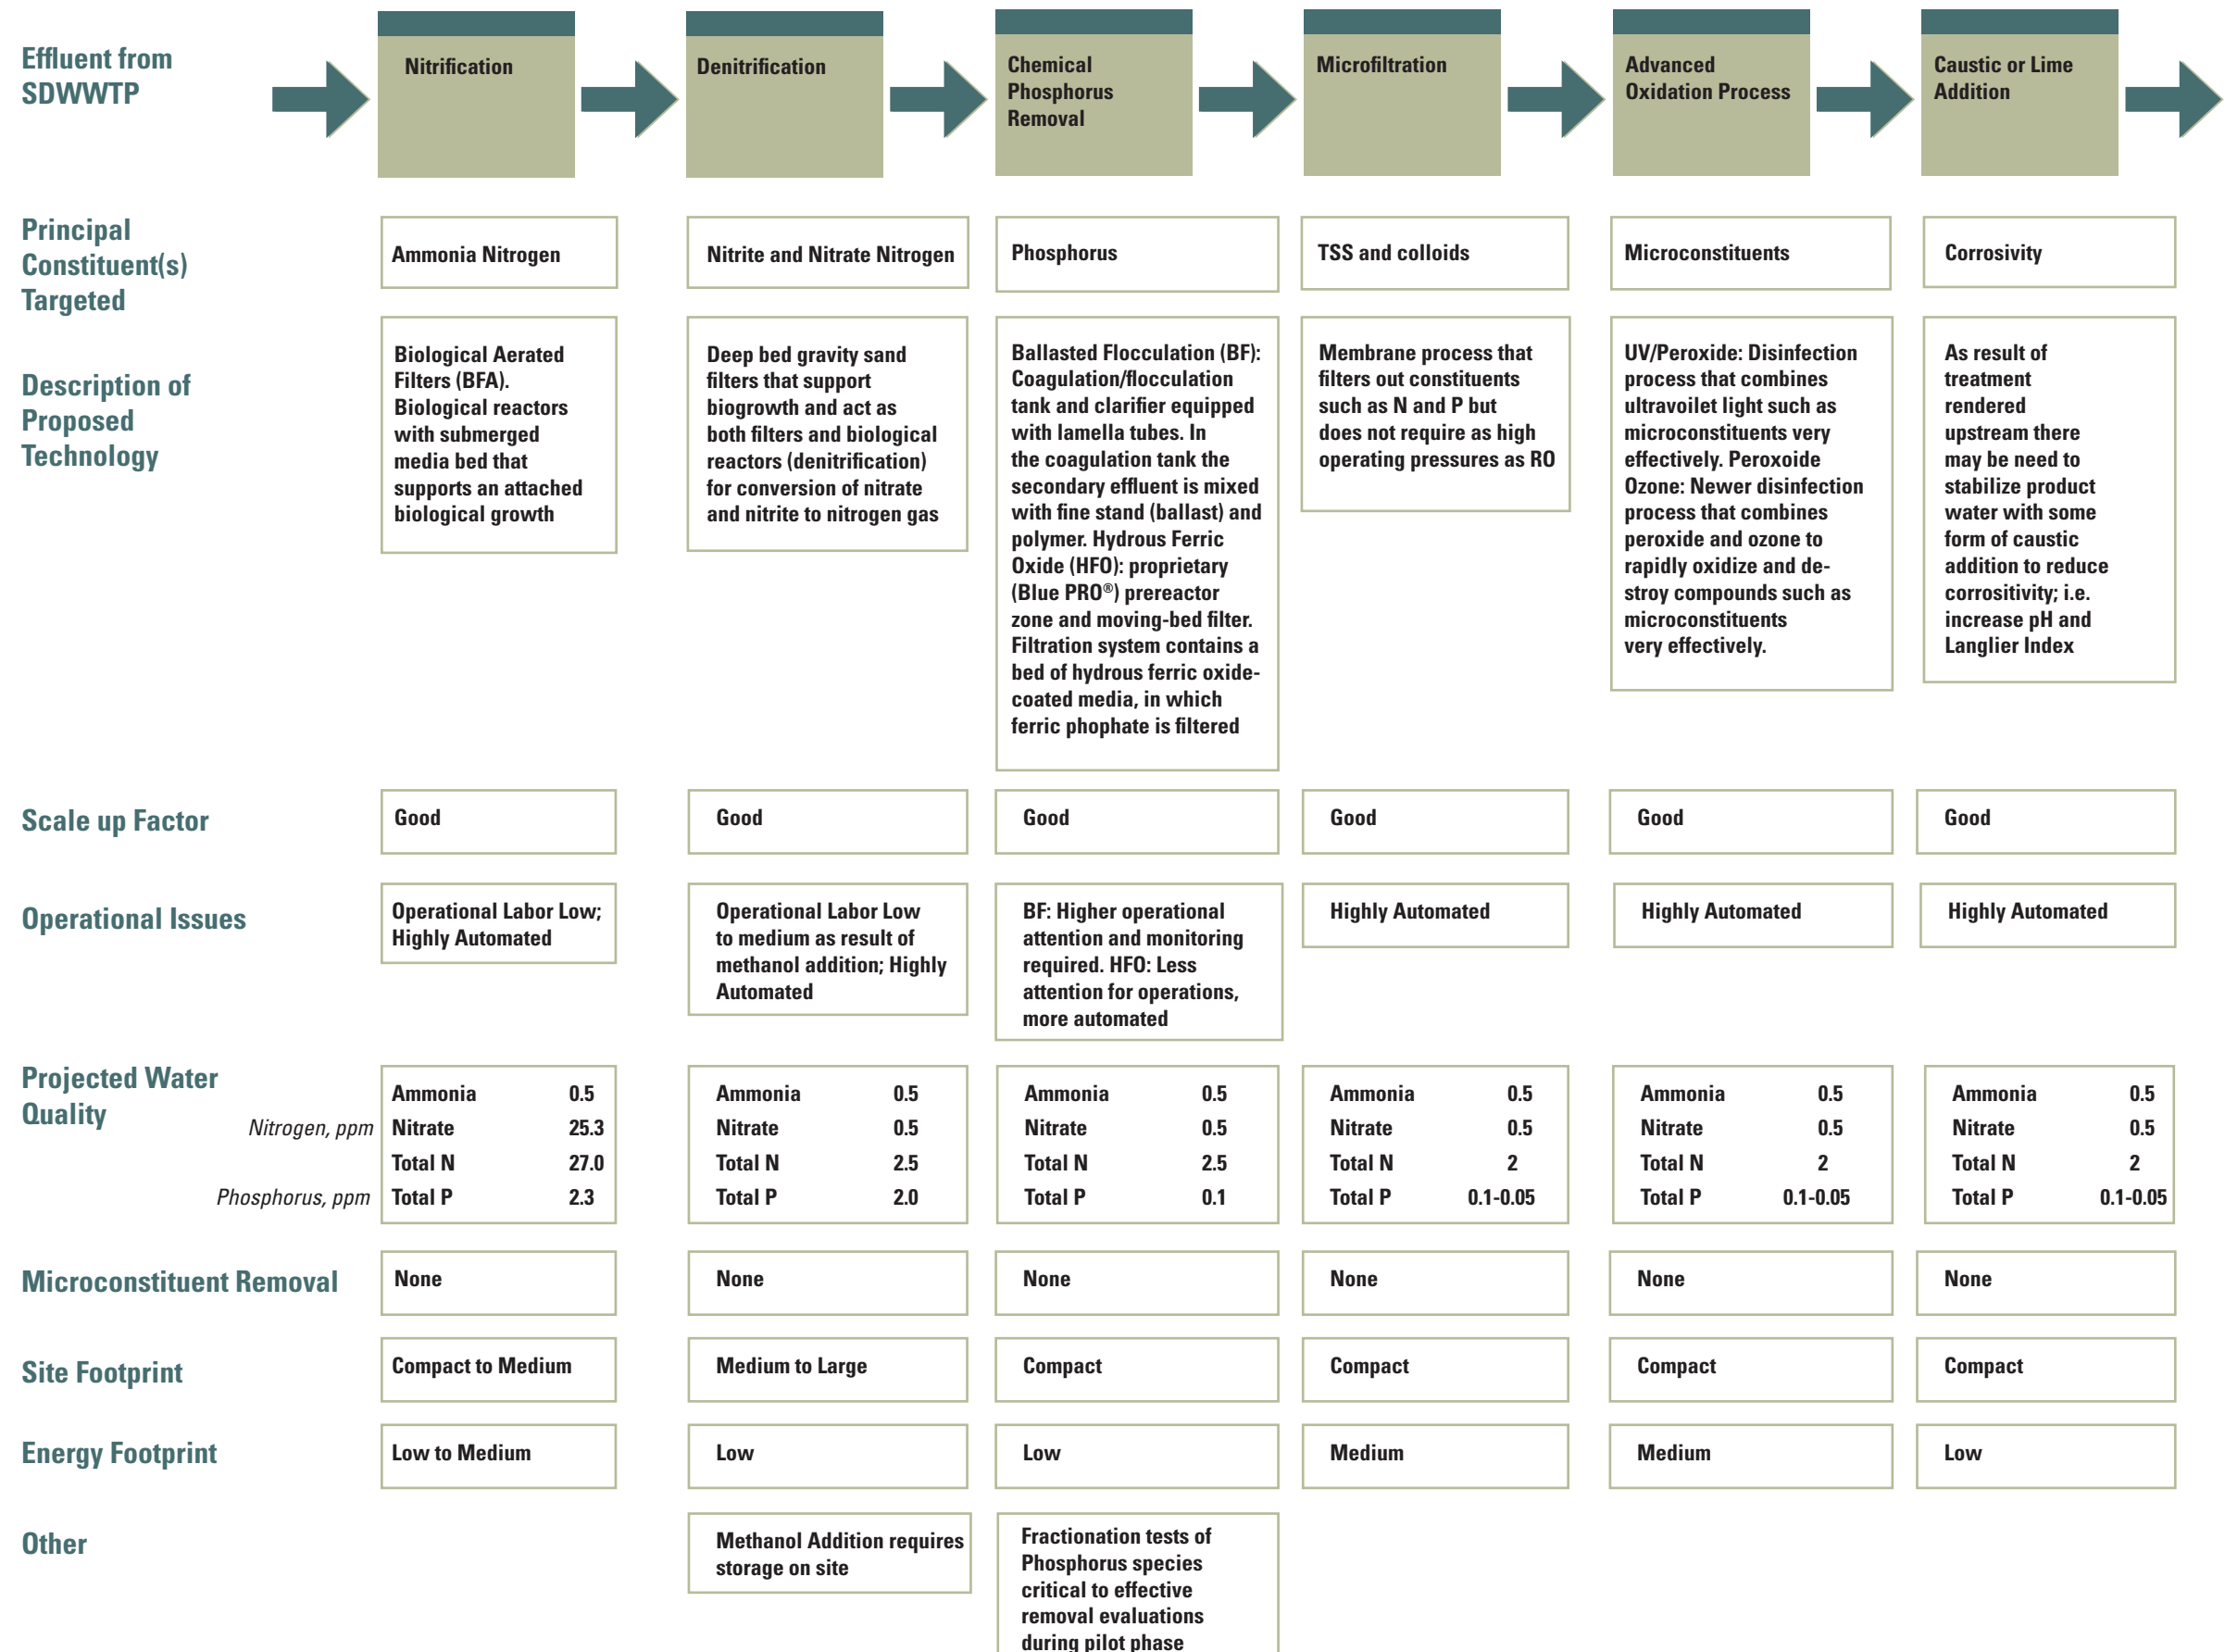 Effluent from
SDWWTP
Nitrification
Denitrification
Chemical
Phosphorus
Removal
Microfiltration
Advanced
Oxidation Process
Caustic or Lime
Addition
Principal
Constituent(s)
Targeted
Ammonia Nitrogen
Nitrite and Nitrate Nitrogen
Phosphorus
TSS and colloids
Microconstituents
Corrosivity
Description of
Proposed
Technology
Biological Aerated
Filters (BFA).
Biological reactors
with submerged
media bed that
supports an attached
biological growth
Deep bed gravity sand
filters that support
biogrowth and act as
both filters and biological
reactors (denitrification)
for conversion of nitrate
and nitrite to nitrogen gas
Ballasted Flocculation (BF):
Coagulation/flocculation
tank and clarifier equipped
with lamella tubes. In
the coagulation tank the
secondary effluent is mixed
with fine stand (ballast) and
polymer. Hydrous Ferric
Oxide (HFO): proprietary
(Blue PRO®) prereactor
zone and moving-bed filter.
Filtration system contains a
bed of hydrous ferric oxide-
coated media, in which
ferric phophate is filtered
Membrane process that
filters out constituents
such as N and P but
does not require as high
operating pressures as RO
UV/Peroxide: Disinfection
process that combines
ultravoilet light such as
microconstituents very
effectively. Peroxoide
Ozone: Newer disinfection
process that combines
peroxide and ozone to
rapidly oxidize and de-
stroy compounds such as
microconstituents
very effectively.
As result of
treatment
rendered
upstream there
may be need to
stabilize product
water with some
form of caustic
addition to reduce
corrositivity; i.e.
increase pH and
Langlier Index
Scale up Factor
Good
Good
Good
Good
Good
Good
Operational Issues
Operational Labor Low;
Highly Automated
Operational Labor Low
to medium as result of
methanol addition; Highly
Automated
BF: Higher operational
attention and monitoring
required. HFO: Less
attention for operations,
more automated
Highly Automated
Highly Automated
Highly Automated
Projected Water
Quality
Nitrogen, ppm
Phosphorus, ppm
Ammonia 0.5
Nitrate 25.3
Total N 27.0
Total P 2.3
Ammonia 0.5
Nitrate 0.5
Total N 2.5
Total P 2.0
Ammonia 0.5
Nitrate 0.5
Total N 2.5
Total P 0.1
Ammonia 0.5
Nitrate 0.5
Total N 2
Total P 0.1-0.05
Ammonia 0.5
Nitrate 0.5
Total N 2
Total P 0.1-0.05
Ammonia 0.5
Nitrate 0.5
Total N 2
Total P 0.1-0.05
Microconstituent Removal
None
None
None
None
None
None
Site Footprint
Compact to Medium
Medium to Large
Compact
Compact
Compact
Compact
Energy Footprint
Low to Medium
Low
Low
Medium
Medium
Low
Other
Methanol Addition requires
storage on site
Fractionation tests of
Phosphorus species
critical to effective
removal evaluations
during pilot phase